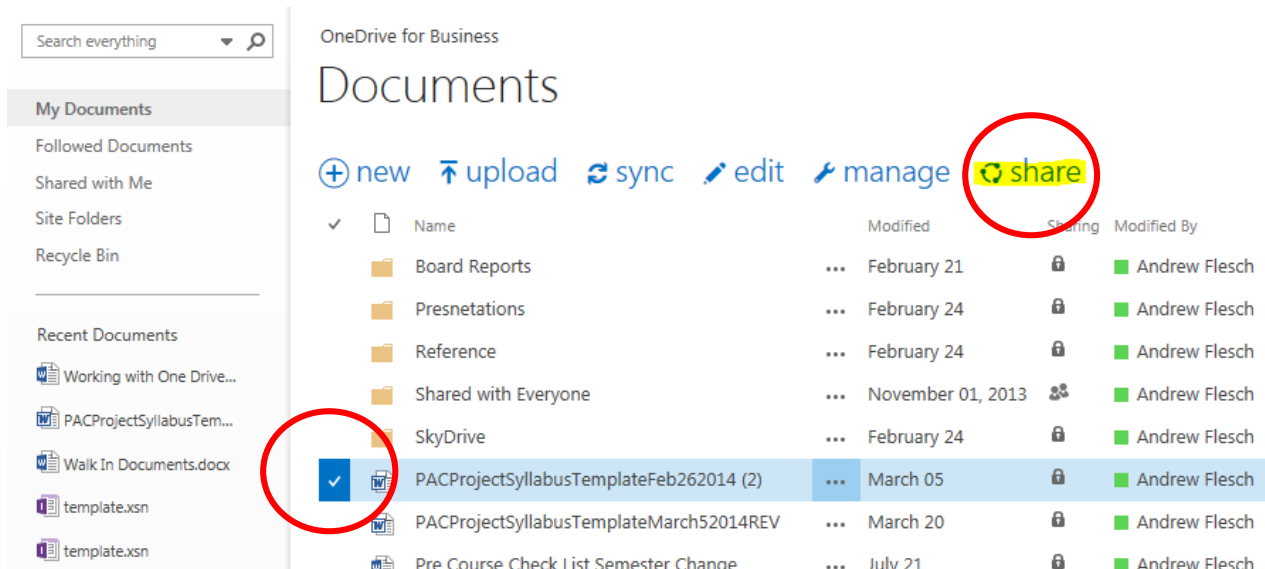 Search everything
My Documents
Followed Documents
Shared with Me
Site Folders
Recycle Bin
Recent Documents
Working with One Drive...
PACProjectSyllabusTem...
Walk In Documents.docx
template.xsn
template.xsn
OneDrive for Business
Documents
new upload sync edit manage share
Name Modified Sharing Modified By
Board Reports ... February 21 Andrew Flesch
Presnetations ... February 24 Andrew Flesch
Reference ... February 24 Andrew Flesch
Shared with Everyone ... November 01, 2013 Andrew Flesch
SkyDrive ... February 24 Andrew Flesch
PACProjectSyllabusTemplateFeb262014 (2) ... March 05 Andrew Flesch
PACProjectSyllabusTemplateMarch52014REV ... March 20 Andrew Flesch
Pre Course Check List Semester Change ... July 21 Andrew Flesch